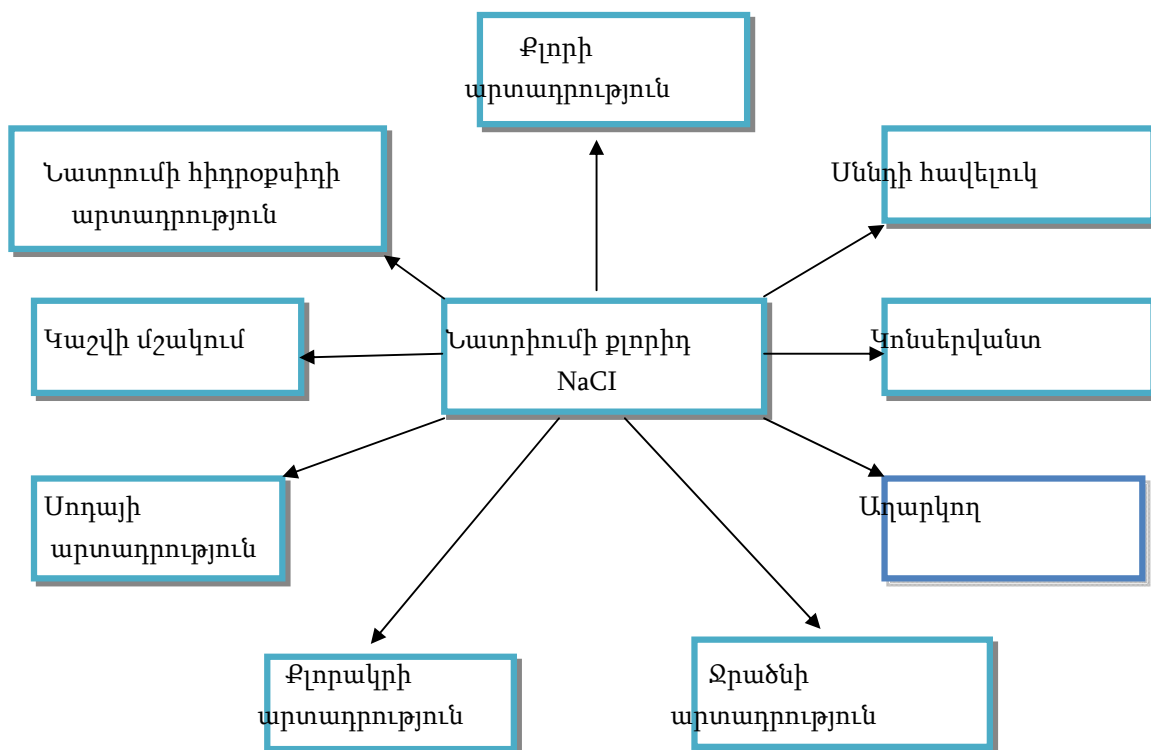 Քլորի
արտադրություն
Նատրումի հիդրօքսիդի
արտադրություն
Սննդի հավելուկ
Կաշվի մշակում
Նատրիումի քլորիդ
NaCI
Կոնսերվանտ
Սոդայի
արտադրություն
Աղարկող
Քլորակրի
արտադրություն
Ջրածնի
արտադրություն